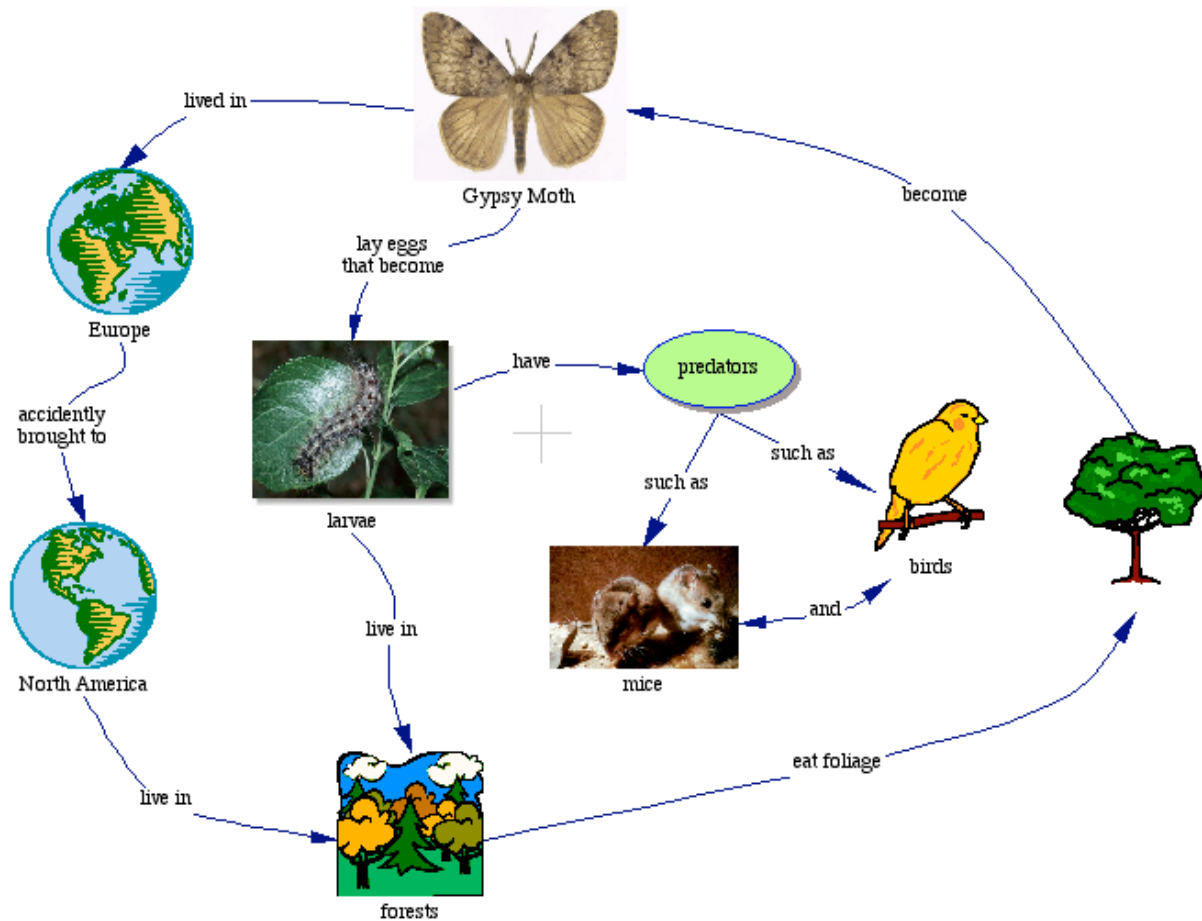 lived in
Gypsy Moth
become
lay eggs
that become
Europe
have
predators
accidently
brought to
such as
such as
larvae
birds
and
live in
North America
mice
eat foliage
live in
forests